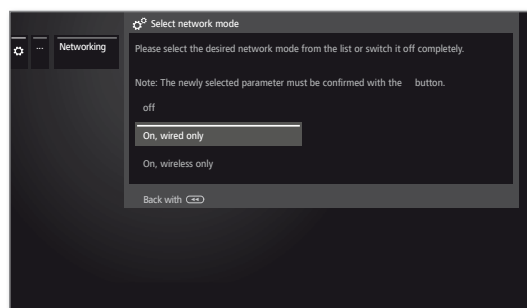 Select network mode
... Networking
Please select the desired network mode from the list or switch it off completely.
Note: The newly selected parameter must be confirmed with the button.
off
On, wired only
On, wireless only
Back with